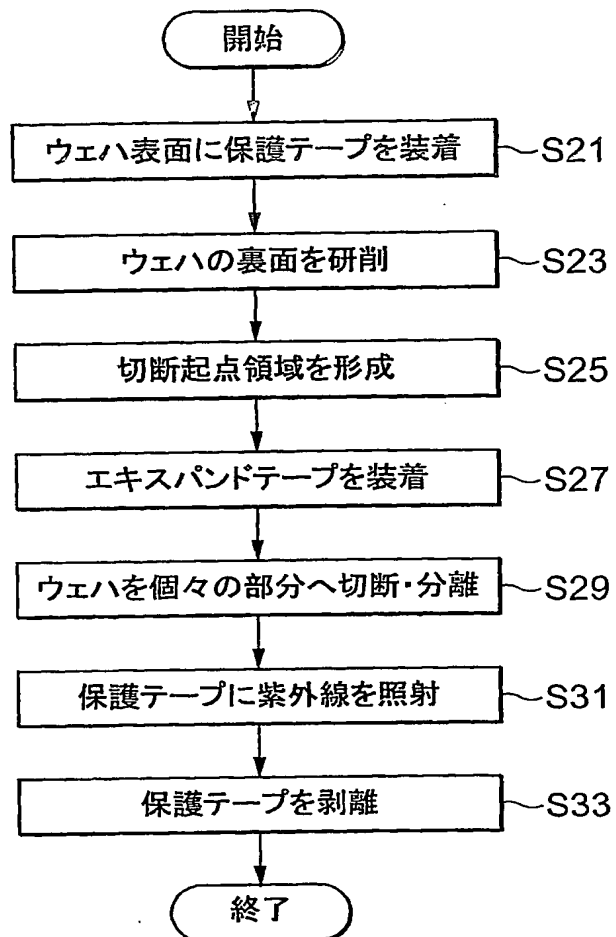 開始
ウェハ表面に保護テープを装着 S21
ウェハの裏面を研削 S23
切断起点領域を形成 S25
エキスパンドテープを装着 S27
ウェハを個々の部分へ切断・分離 S29
保護テープに紫外線を照射 S31
保護テープを剥離 S33
終了